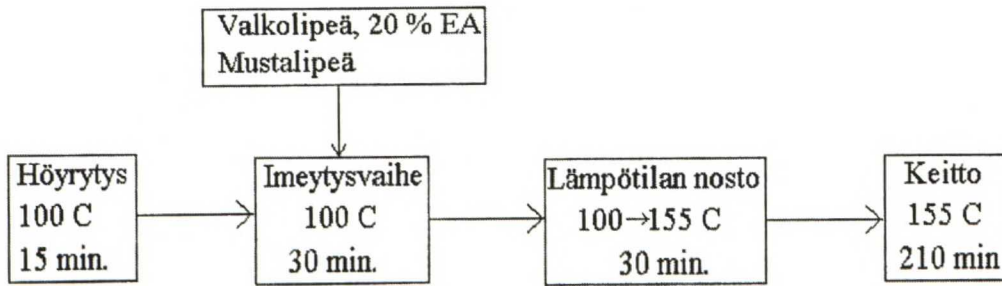 Valkolipeä, 20 % EA
Mustalipeä
Höyrytys
100 C
15 min.
Imeytysvaihe
100 C
30 min.
Lämpötilan nosto
100→155 C
30 min.
Keitto
155 C
210 min